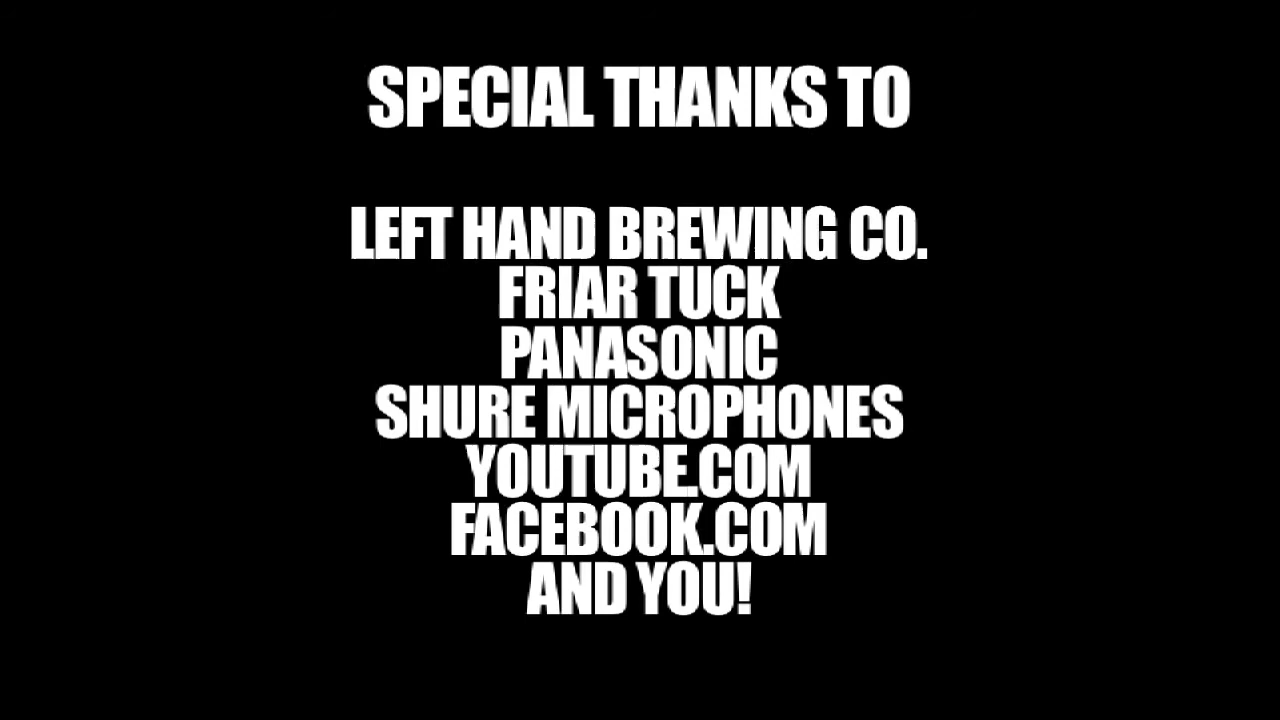 SPECIAL THANKS TO
LEFT HAND BREWING CO.
FRIAR TUCK
PANASONIC
SHURE MICROPHONES
YOUTUBE.COM
FACEBOOK.COM
AND YOU!